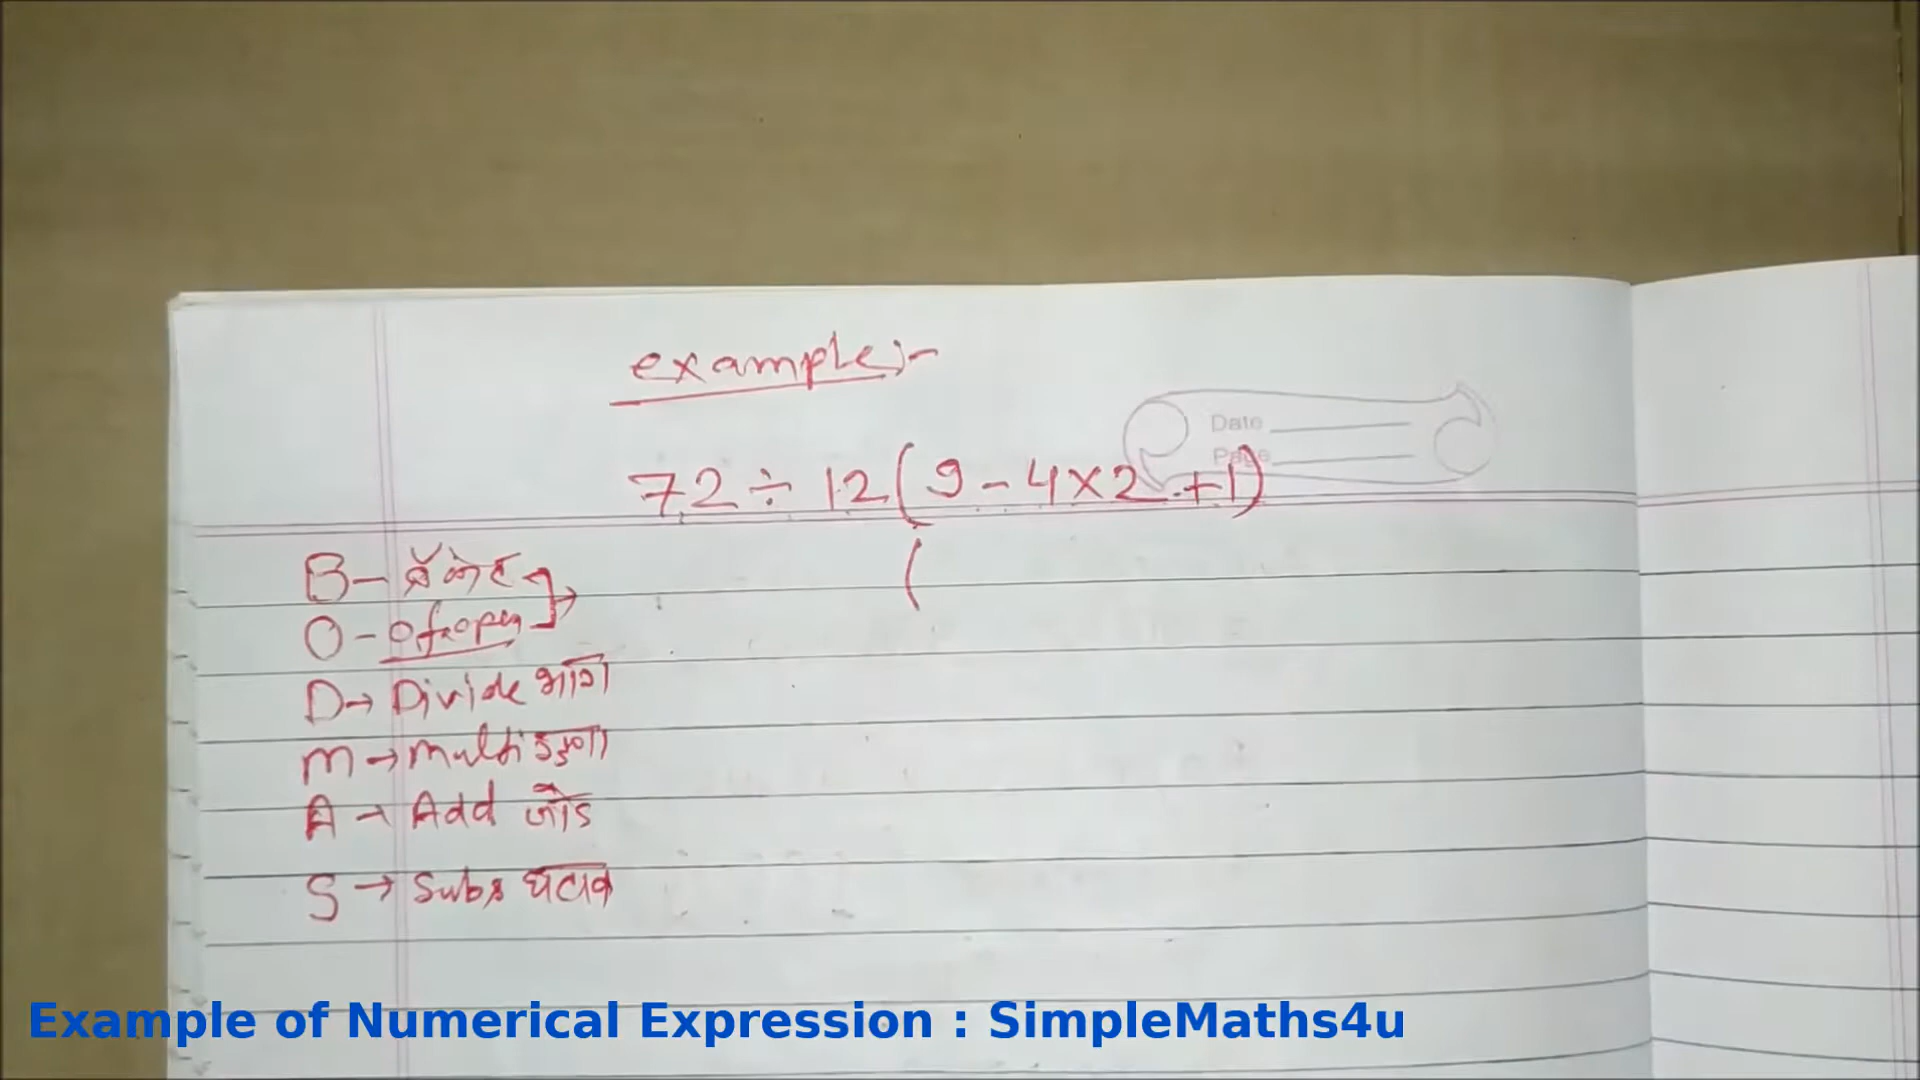 example:-
Date
Page
72 ÷ 12(9 - 4×2 +1)
(
B - ब्रॅकेट
O - Of
D → Divide भाग
M → multi गुणा
A → Add जोड
S → Subs घटाव
Example of Numerical Expression : SimpleMaths4u